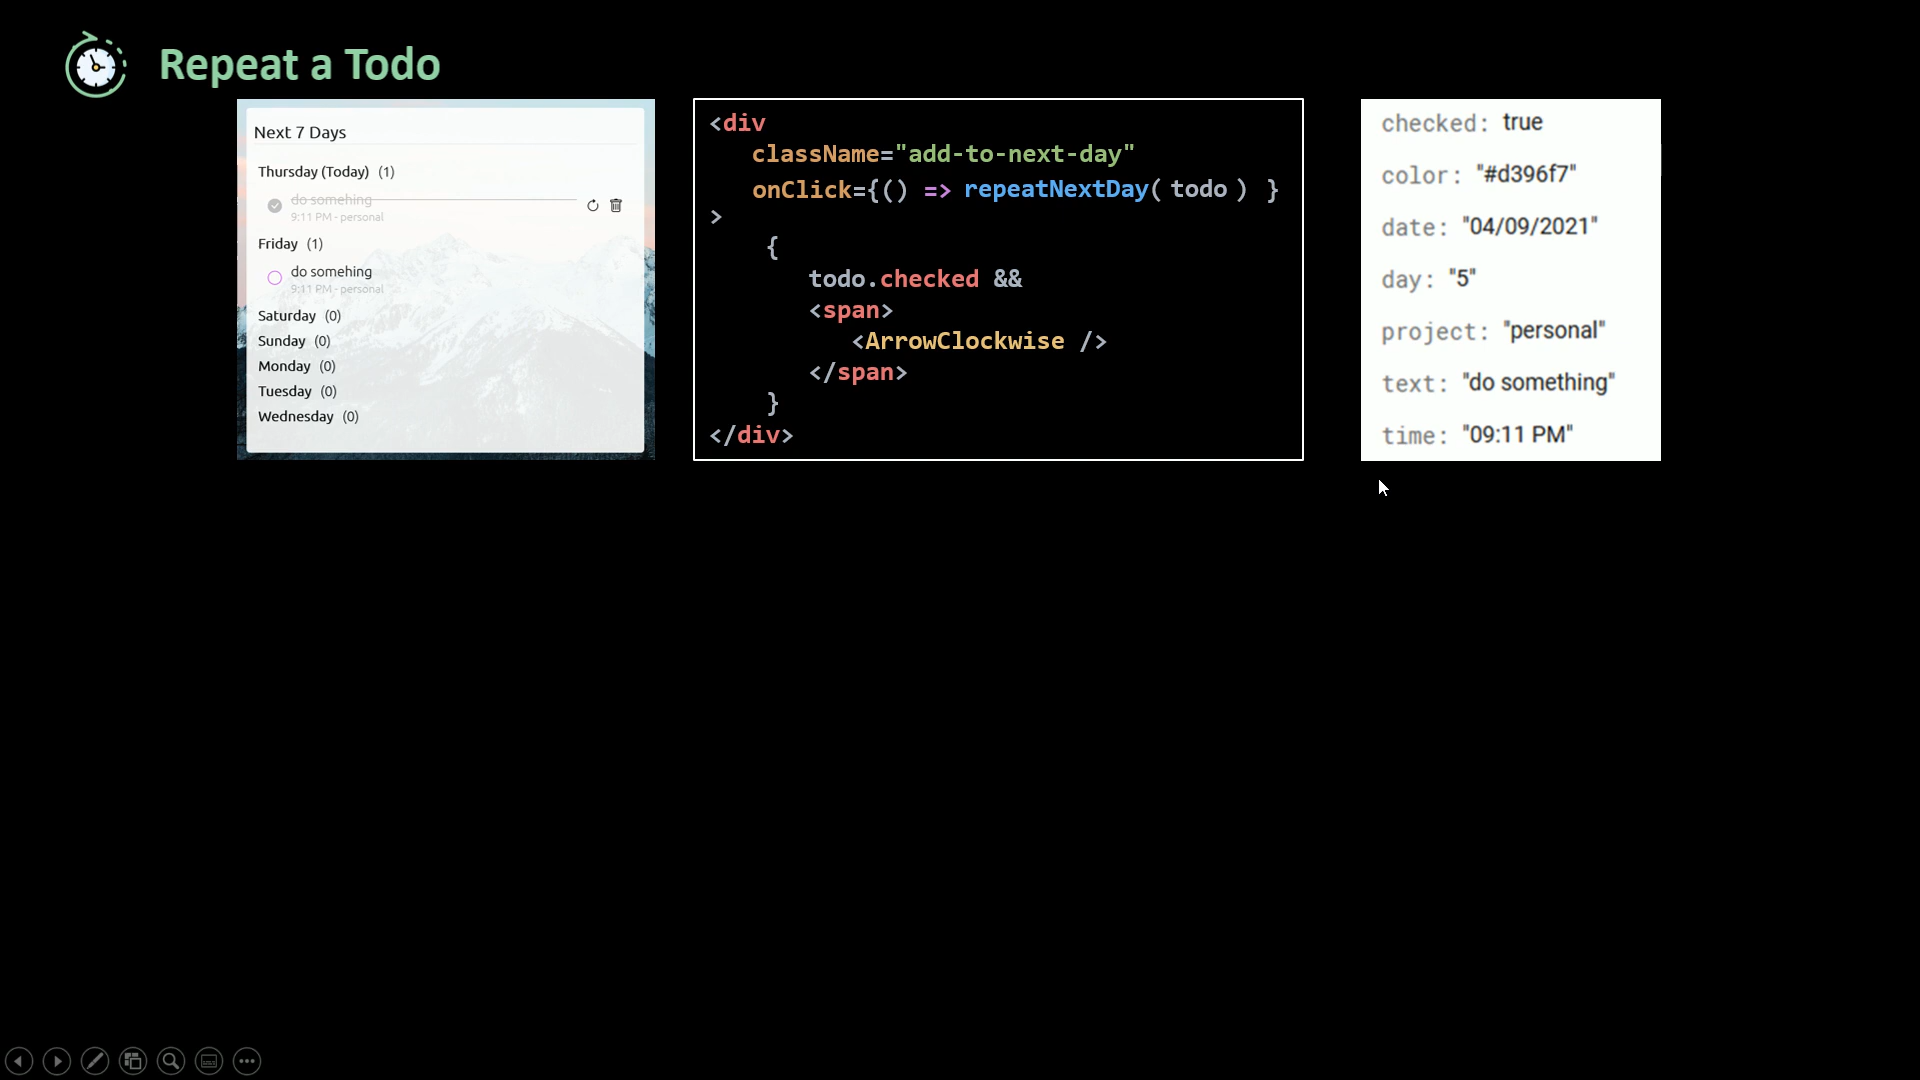 Repeat a Todo
Next 7 Days
Thursday (Today) (1)
do somehing
9:11 PM - personal
Friday (1)
do somehing
9:11 PM - personal
Saturday (0)
Sunday (0)
Monday (0)
Tuesday (0)
Wednesday (0)
<div
className="add-to-next-day"
onClick={() => repeatNextDay( todo ) }
>
{
todo.checked &&
<span>
<ArrowClockwise />
</span>
}
</div>
checked: true
color: "#d396f7"
date: "04/09/2021"
day: "5"
project: "personal"
text: "do something"
time: "09:11 PM"